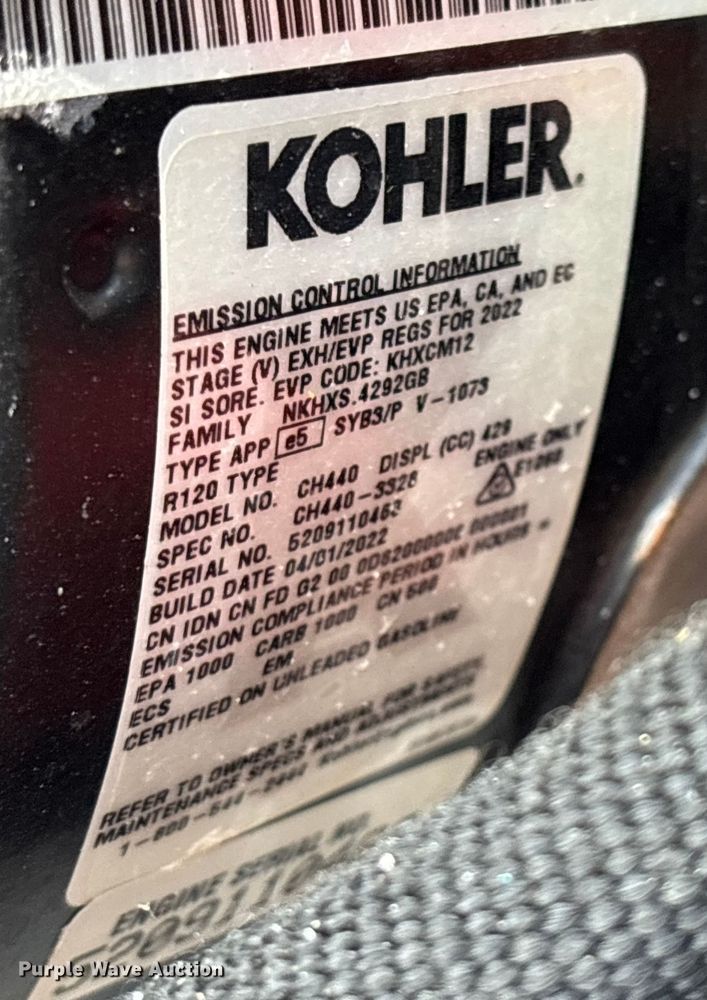 KOHLER.
EMISSION CONTROL INFORMATION
THIS ENGINE MEETS US EPA, CA, AND EC
STAGE (V) EXH/EVP REGS FOR 2022
SI SORE. EVP CODE: KHXCM12
FAMILY NKHXS.4292GB
TYPE APP e5 SYB3/P V-1073
R120 TYPE
MODEL NO. CH440 DISPL (CC) 429
SPEC NO. CH440-3328 ENGINE ONLY
SERIAL NO. 5209110463
BUILD DATE 04/01/2022
CN IDN CN FD G2 00
EMISSION COMPLIANCE PERIOD IN HOURS -
EPA 1000 CARB 1000 CN 500
ECS EM
CERTIFIED ON UNLEADED GASOLINE
REFER TO OWNER'S MANUAL FOR SAFETY,
MAINTENANCE SPECS AND ADJUSTMENTS
1-800-544-2444
ENGINE SERIAL NO.
Purple Wave Auction